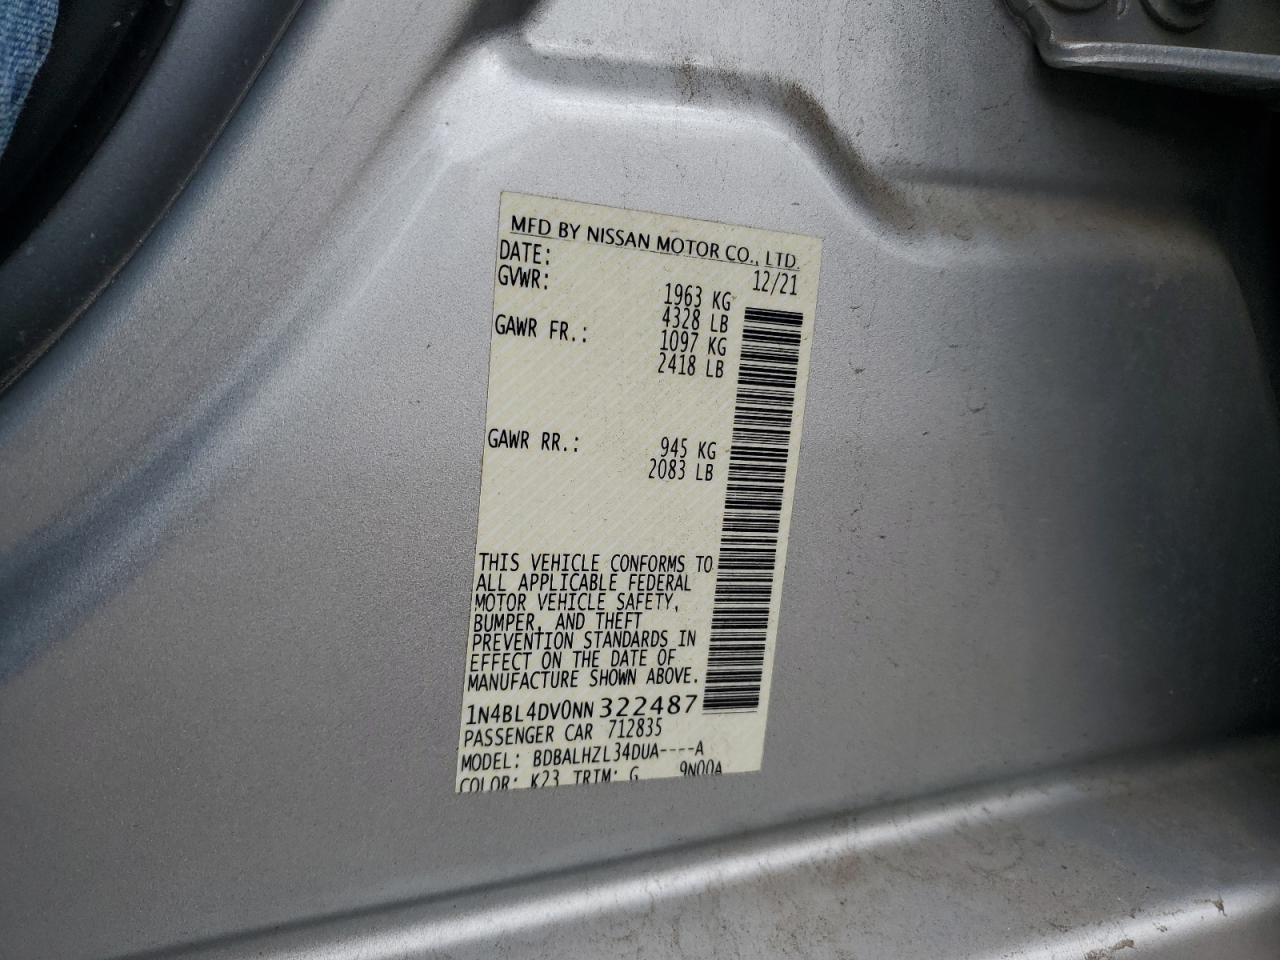 MFD BY NISSAN MOTOR CO., LTD.
DATE: 12/21
GVWR: 1963 KG
4328 LB
GAWR FR.: 1097 KG
2418 LB
GAWR RR.: 945 KG
2083 LB
THIS VEHICLE CONFORMS TO
ALL APPLICABLE FEDERAL
MOTOR VEHICLE SAFETY,
BUMPER, AND THEFT
PREVENTION STANDARDS IN
EFFECT ON THE DATE OF
MANUFACTURE SHOWN ABOVE.
1N4BL4DV0NN322487
PASSENGER CAR 712835
MODEL: BDBALHZL34DUA----A
COLOR: K23 TRIM: G 9N00A